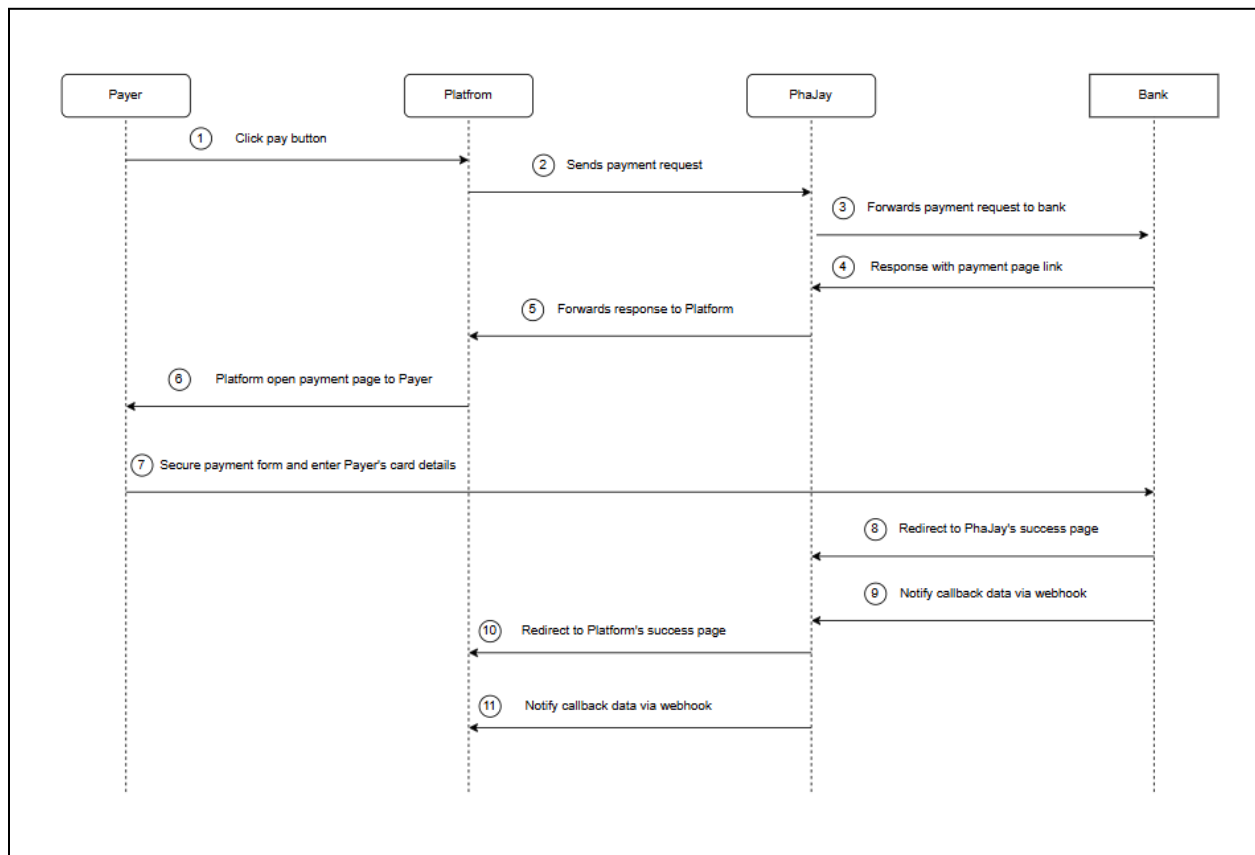 Payer
Platfrom
PhaJay
Bank
1 Click pay button
2 Sends payment request
3 Forwards payment request to bank
4 Response with payment page link
5 Forwards response to Platform
6 Platform open payment page to Payer
7 Secure payment form and enter Payer's card details
8 Redirect to PhaJay's success page
9 Notify callback data via webhook
10 Redirect to Platform's success page
11 Notify callback data via webhook